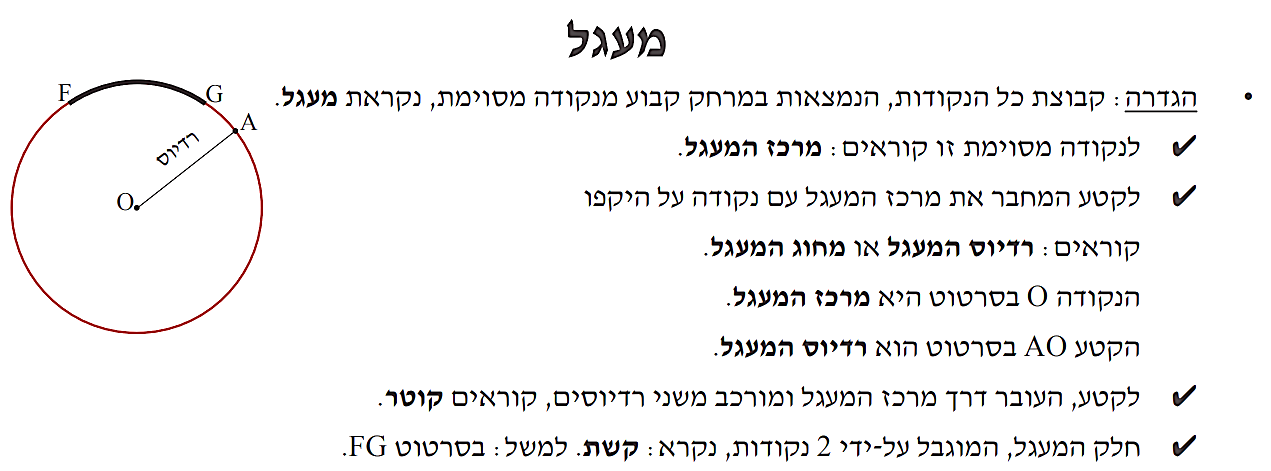 מעגל
הגדרה: קבוצת כל הנקודות, הנמצאות במרחק קבוע מנקודה מסוימת, נקראת מעגל.
לנקודה מסוימת זו קוראים: מרכז המעגל.
לקטע המחבר את מרכז המעגל עם נקודה על היקפו
קוראים: רדיוס המעגל או מחוג המעגל.
הנקודה O בסרטוט היא מרכז המעגל.
הקטע AO בסרטוט הוא רדיוס המעגל.
לקטע, העובר דרך מרכז המעגל ומורכב משני רדיוסים, קוראים קוטר.
חלק המעגל, המוגבל על-ידי 2 נקודות, נקרא: קשת. למשל: בסרטוט FG.
F
G
A
רדיוס
O